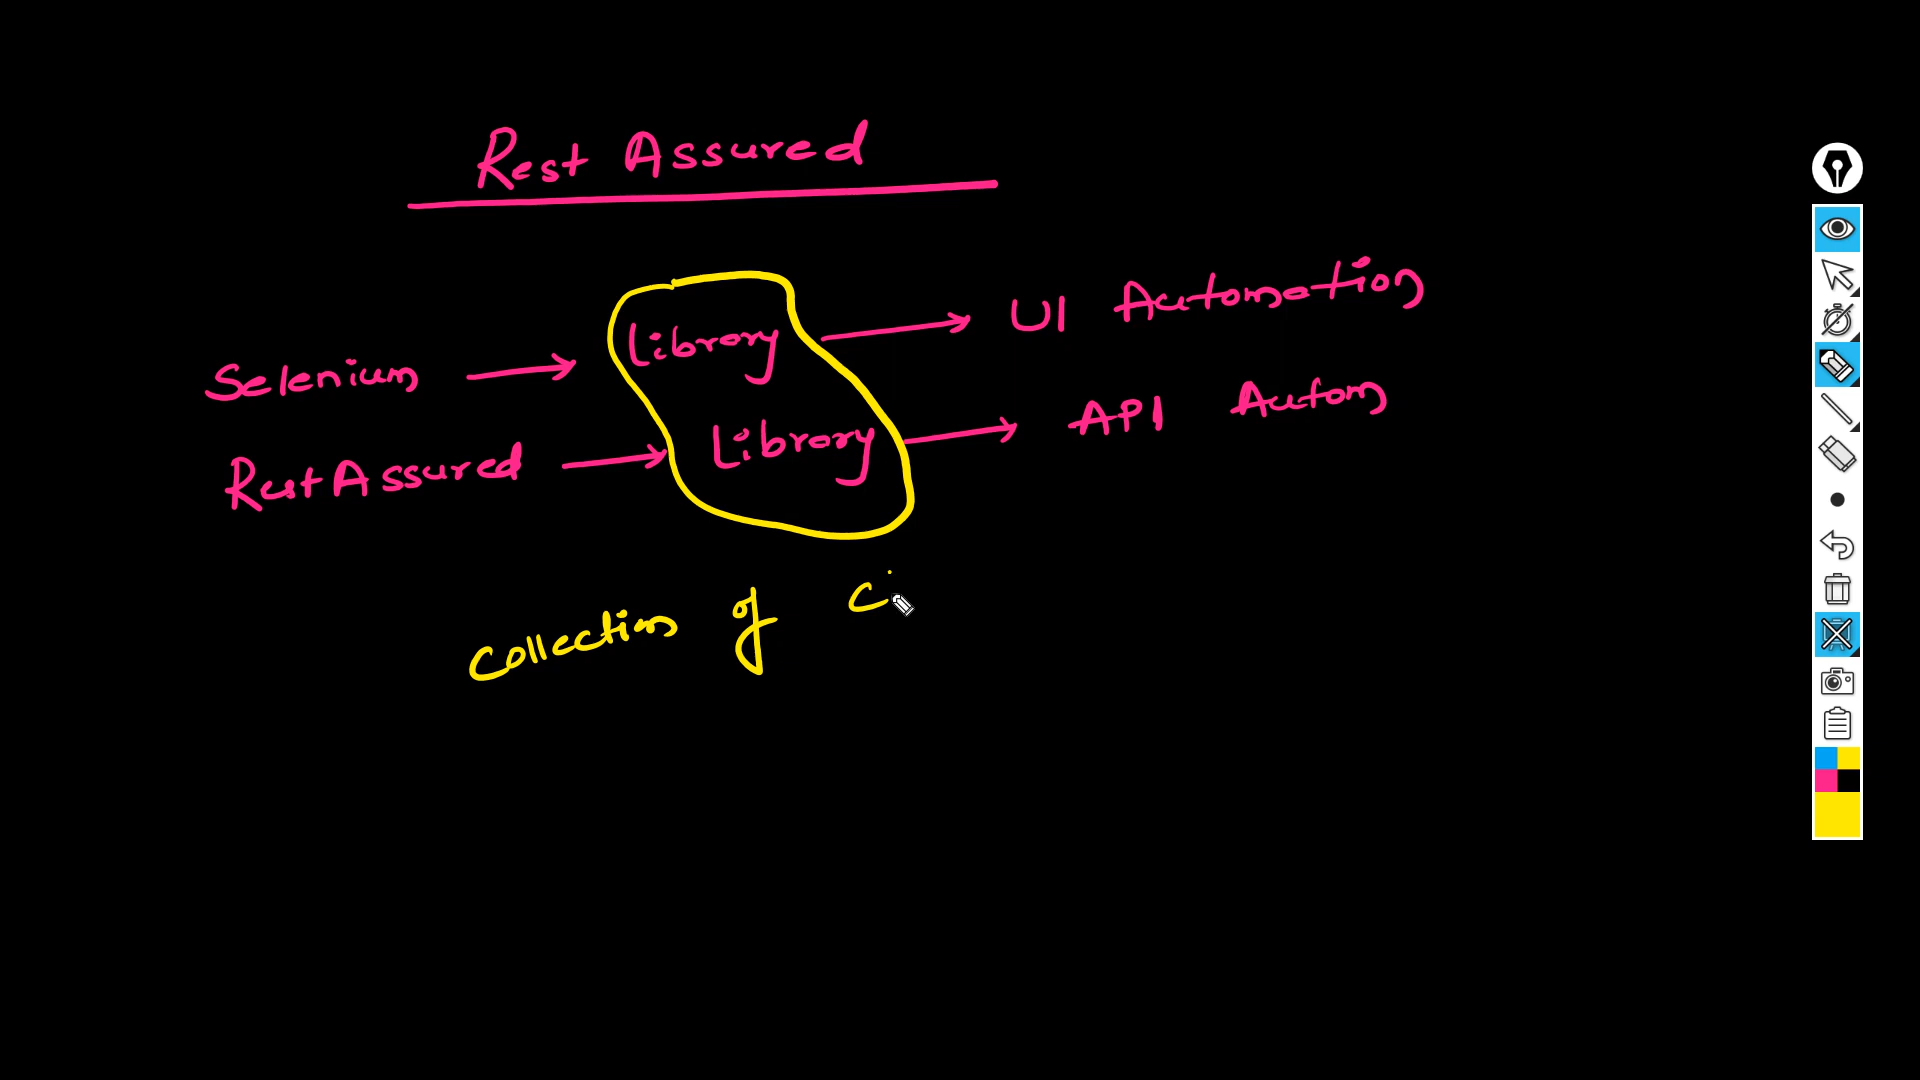 Rest Assured
Selenium → Library → UI Automation
RestAssured → Library → API Autom
Collection of C